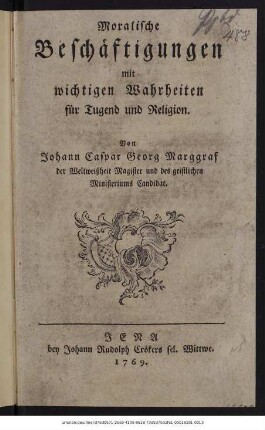 Moralische
Beschäftigungen
mit
wichtigen Wahrheiten
für Tugend und Religion.
Von
Johann Caspar Georg Marggraf
der Weltweißheit Magister und des geistlichen
Ministeriums Candidat.
JENA
bey Johann Rudolph Crökers sel. Wittwe.
1769.